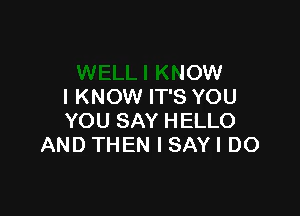 WELL I KNOW
I KNOW IT'S YOU
YOU SAY HELLO
AND THEN I SAY I DO